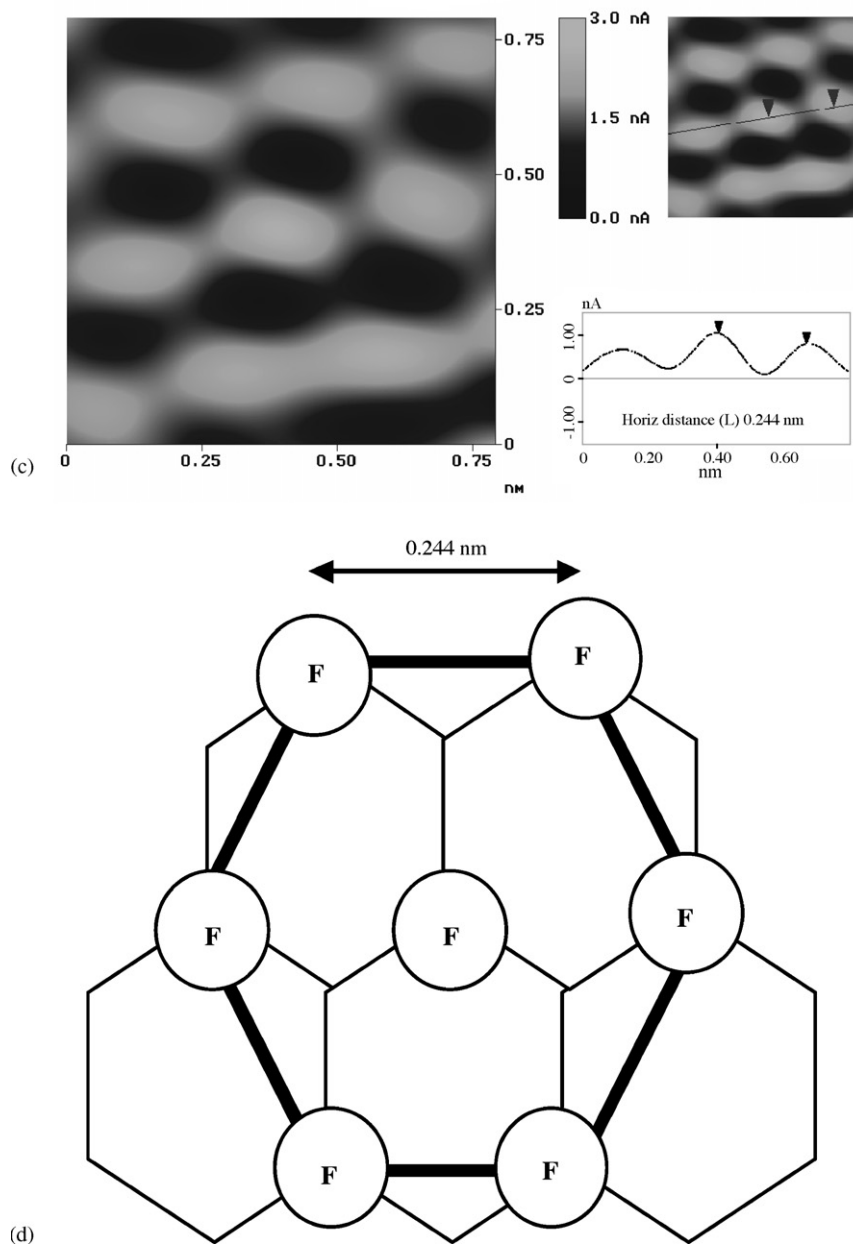 0.75
0.50
0.25
0
0 0.25 0.50 0.75
nM
(c)
3.0 nA
1.5 nA
0.0 nA
nA
1.00
0
-1.00
Horiz distance (L) 0.244 nm
0 0.20 0.40 0.60
nm
0.244 nm
F F
F F F
F F
(d)